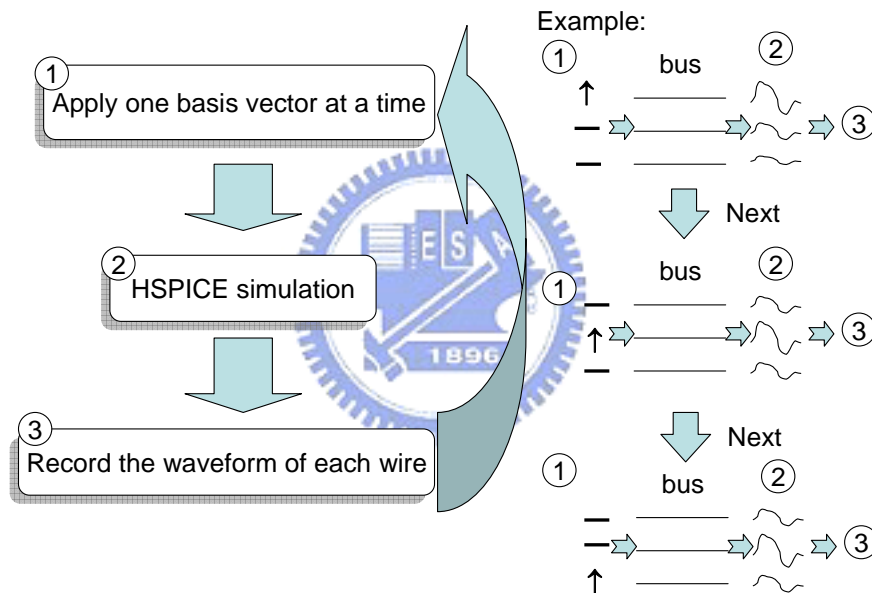 1
Apply one basis vector at a time
2
HSPICE simulation
3
Record the waveform of each wire
E S A
1896
Example:
1
bus
2
3
Next
1
bus
2
3
Next
1
bus
2
3